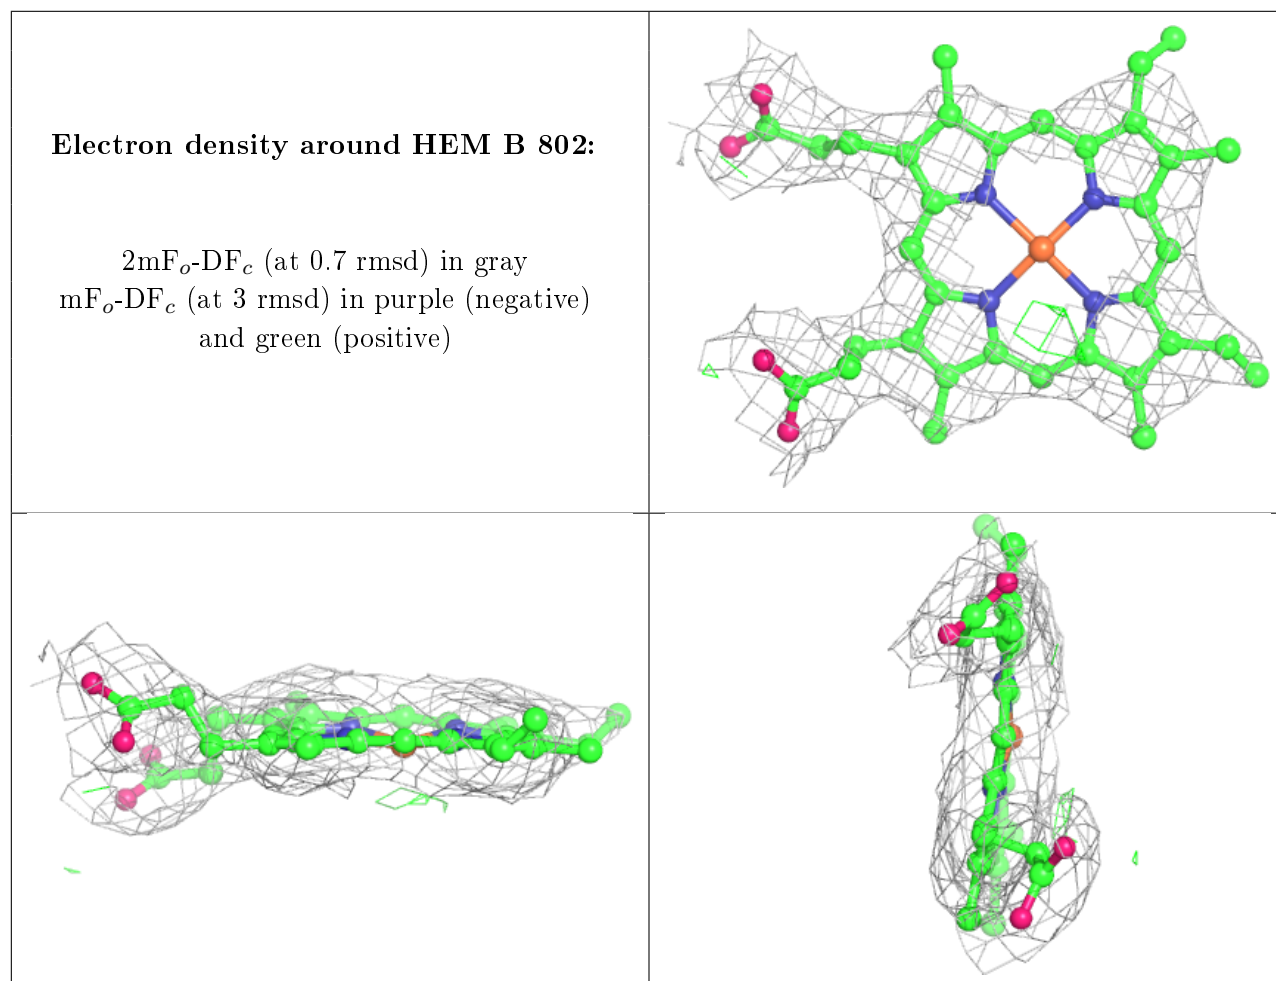 Electron density around HEM B 802:
2mFₒ-DF𝒸 (at 0.7 rmsd) in gray
mFₒ-DF𝒸 (at 3 rmsd) in purple (negative)
and green (positive)